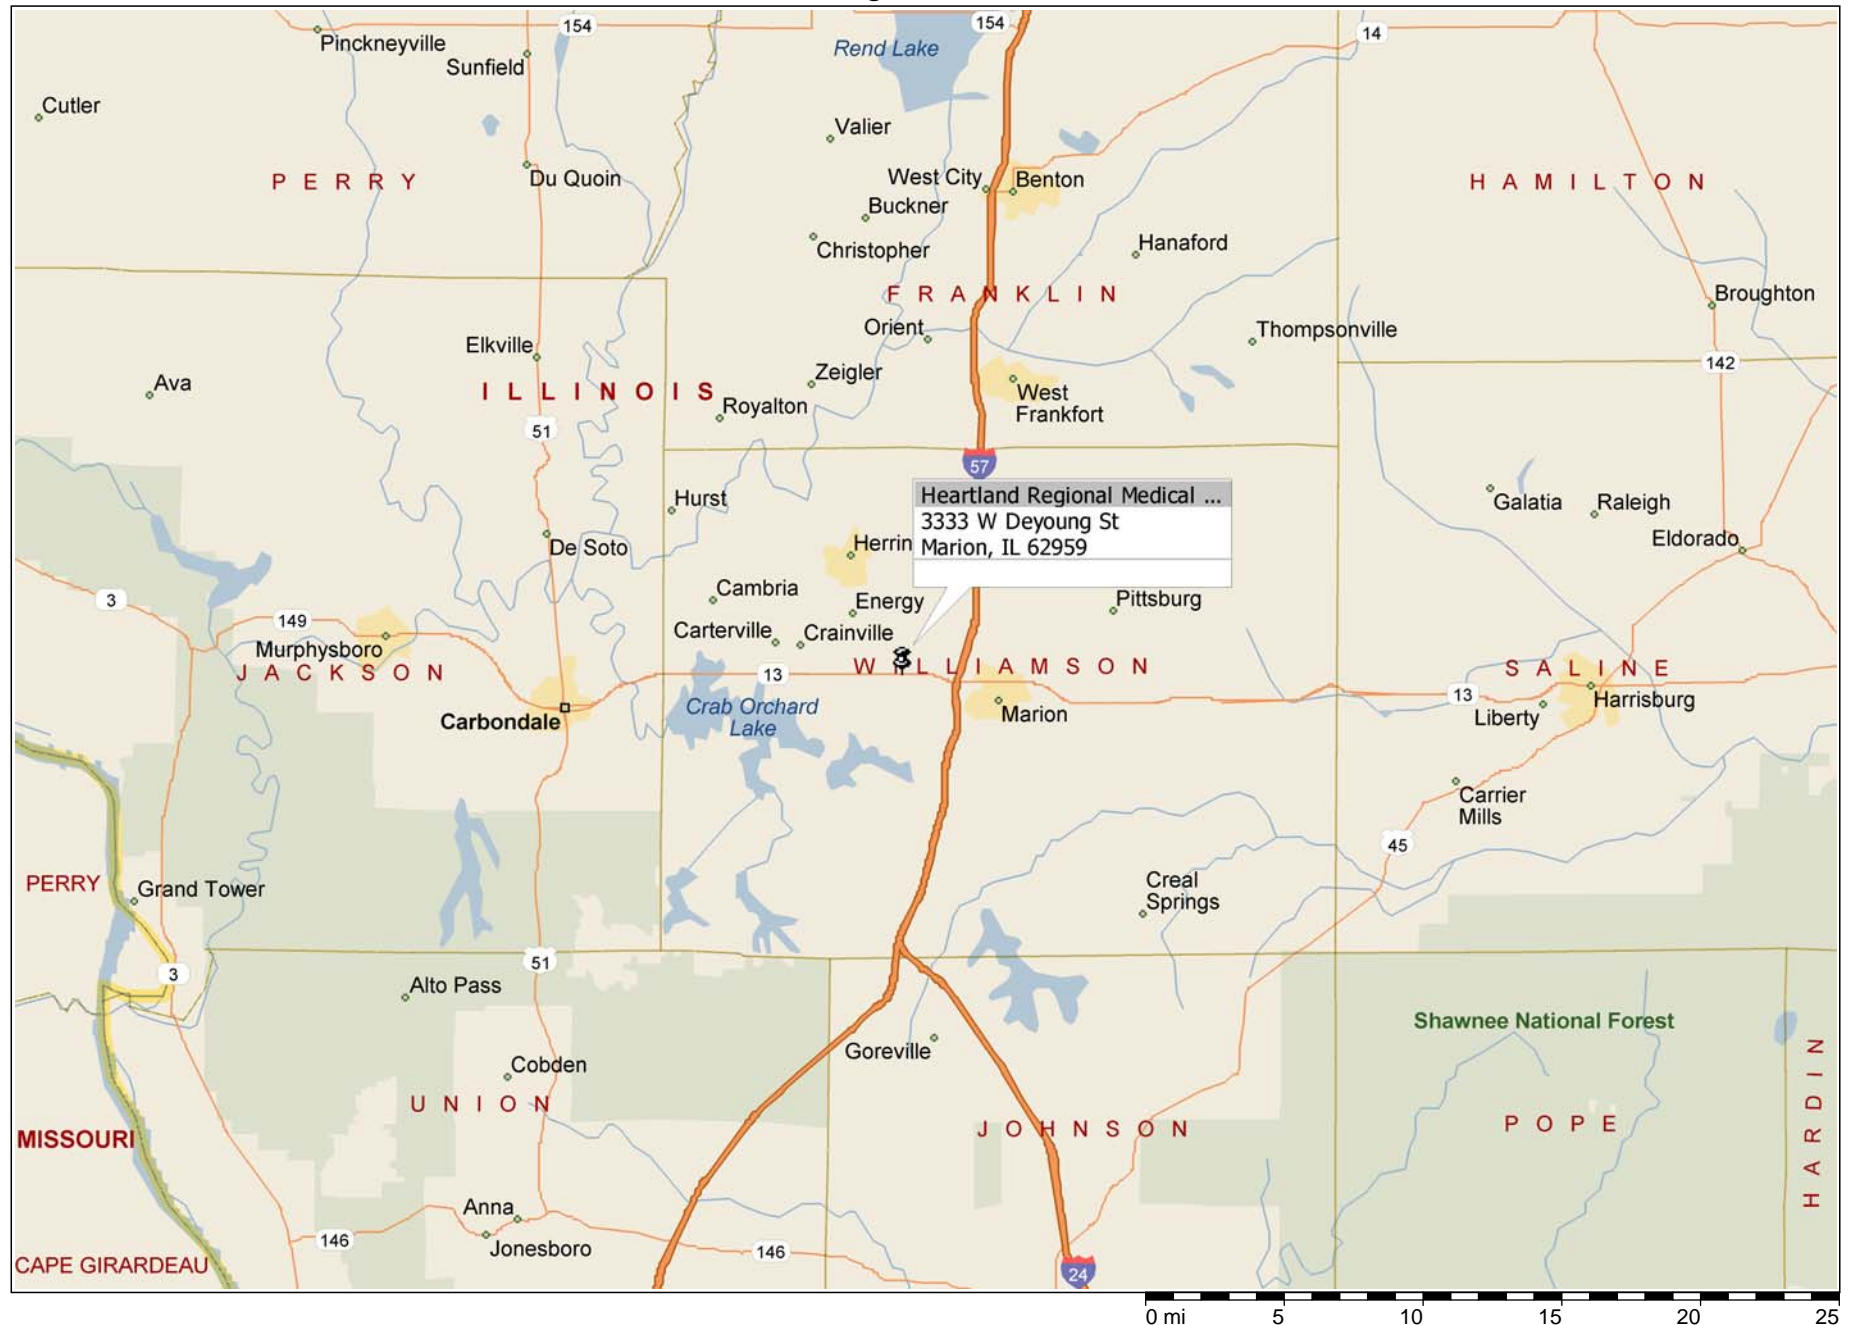 154
154
14
Rend Lake
Pinckneyville
Sunfield
Cutler
Valier
PERRY
Du Quoin
West City
Benton
HAMILTON
Buckner
Christopher
Hanaford
FRANKLIN
Broughton
Orient
Thompsonville
Elkville
142
Zeigler
Ava
ILLINOIS
Royalton
West
Frankfort
51
57
Heartland Regional Medical ...
3333 W Deyoung St
Marion, IL 62959
Hurst
Galatia
Raleigh
Eldorado
De Soto
Herrin
Cambria
Energy
Pittsburg
3
149
Murphysboro
Carterville
Crainville
JACKSON
13
WILLIAMSON
SALINE
13
Harrisburg
Liberty
Marion
Crab Orchard
Lake
Carbondale
Carrier
Mills
45
PERRY
Grand Tower
Creal
Springs
51
3
Alto Pass
Shawnee National Forest
Goreville
HARDIN
Cobden
UNION
JOHNSON
POPE
MISSOURI
Anna
Jonesboro
146
146
CAPE GIRARDEAU
24
0 mi
5
10
15
20
25